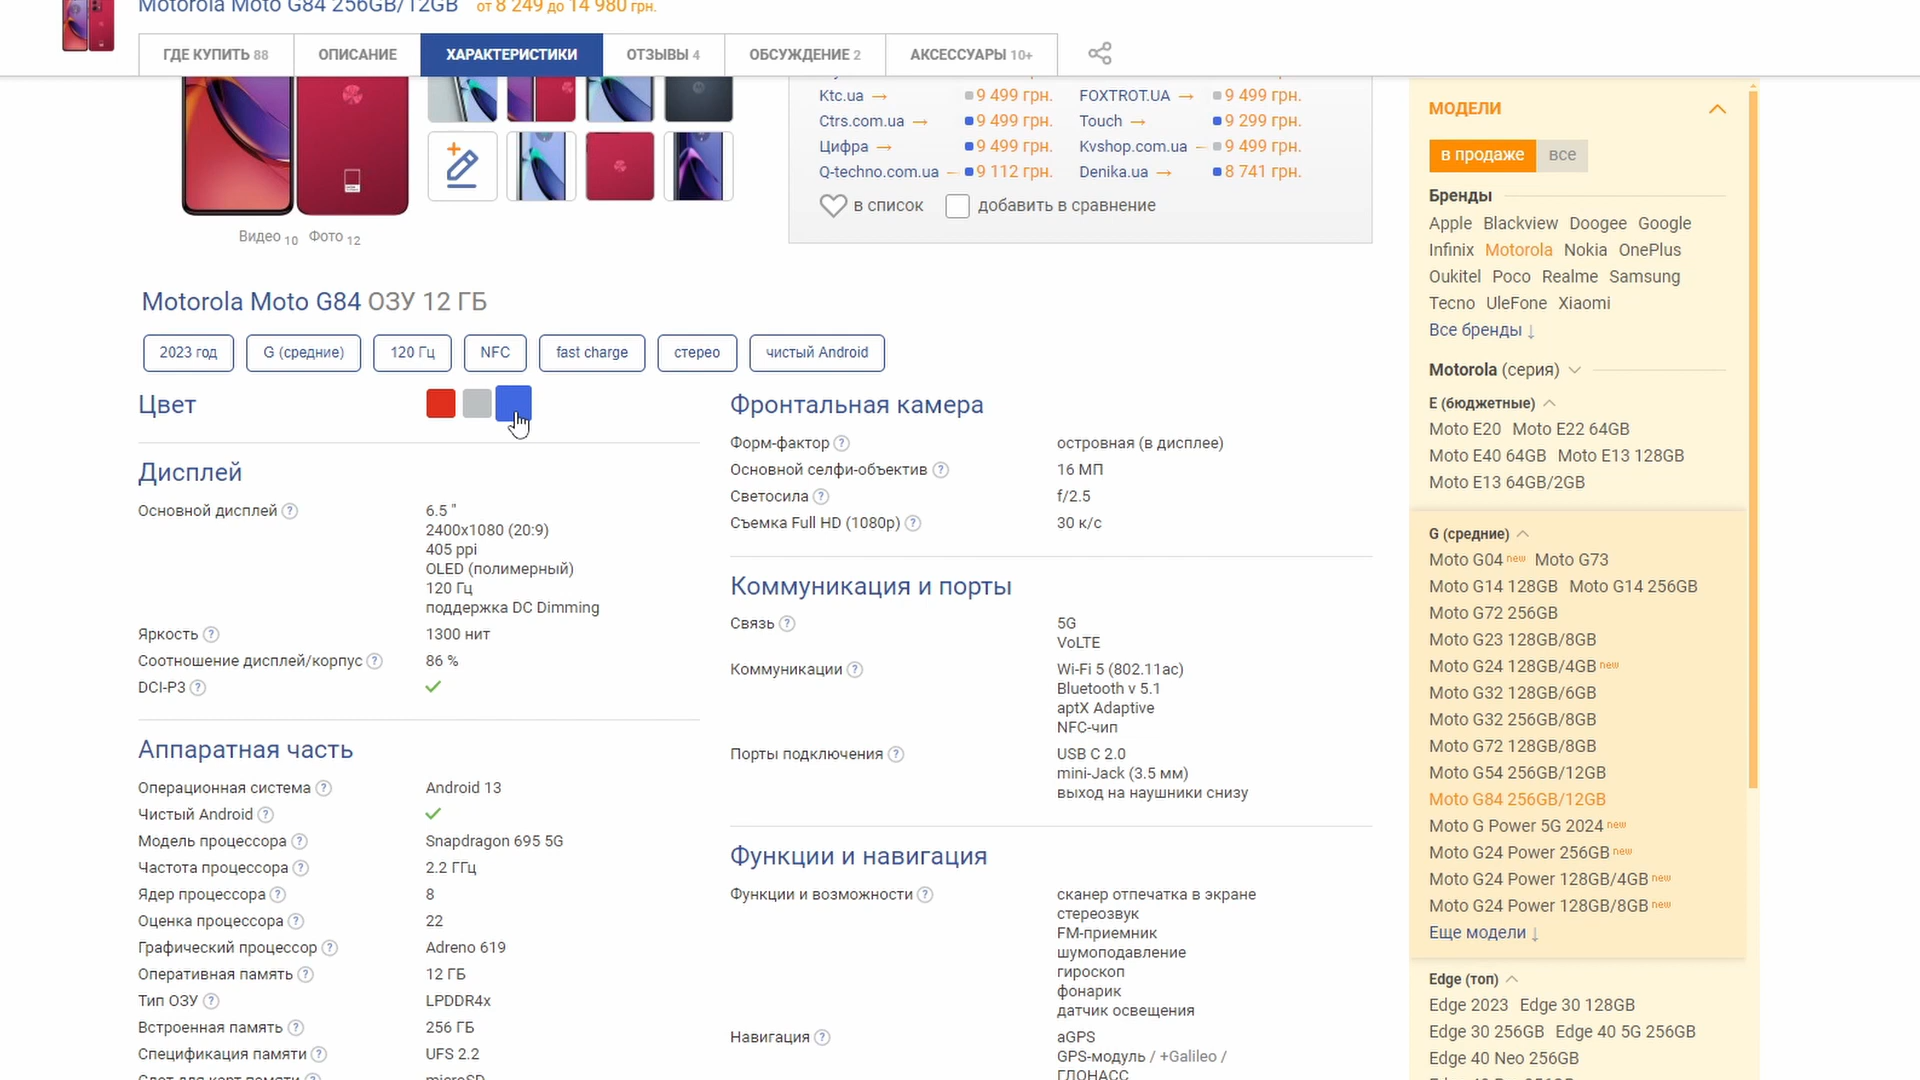 Motorola Moto G84 256GB/12GB от 8 249 до 14 980 грн.
ГДЕ КУПИТЬ 88 ОПИСАНИЕ ХАРАКТЕРИСТИКИ ОТЗЫВЫ 4 ОБСУЖДЕНИЕ 2 АКСЕССУАРЫ 10+
Ktc.ua → 9 499 грн. FOXTROT.UA → 9 499 грн.
Ctrs.com.ua → 9 499 грн. Touch → 9 299 грн.
Цифра → 9 499 грн. Kvshop.com.ua → 9 499 грн.
Q-techno.com.ua → 9 112 грн. Denika.ua → 8 741 грн.
в список добавить в сравнение
Видео 10 Фото 12
Motorola Moto G84 ОЗУ 12 ГБ
2023 год G (средние) 120 Гц NFC fast charge стерео чистый Android
Цвет
Дисплей
Основной дисплей ? 6.5 "
2400x1080 (20:9)
405 ppi
OLED (полимерный)
120 Гц
поддержка DC Dimming
Яркость ? 1300 нит
Соотношение дисплей/корпус ? 86 %
DCI-P3 ?
Аппаратная часть
Операционная система ? Android 13
Чистый Android ?
Модель процессора ? Snapdragon 695 5G
Частота процессора ? 2.2 ГГц
Ядер процессора ? 8
Оценка процессора ? 22
Графический процессор ? Adreno 619
Оперативная память ? 12 ГБ
Тип ОЗУ ? LPDDR4x
Встроенная память ? 256 ГБ
Спецификация памяти ? UFS 2.2
Слот для карт памяти ? microSD
Фронтальная камера
Форм-фактор ? островная (в дисплее)
Основной селфи-объектив ? 16 МП
Светосила ? f/2.5
Съемка Full HD (1080p) ? 30 к/с
Коммуникация и порты
Связь ? 5G
VoLTE
Коммуникации ? Wi-Fi 5 (802.11ac)
Bluetooth v 5.1
aptX Adaptive
NFC-чип
Порты подключения ? USB C 2.0
mini-Jack (3.5 мм)
выход на наушники снизу
Функции и навигация
Функции и возможности ? сканер отпечатка в экране
стереозвук
FM-приемник
шумоподавление
гироскоп
фонарик
датчик освещения
Навигация ? aGPS
GPS-модуль / +Galileo /
ГЛОНАСС
МОДЕЛИ
в продаже все
Бренды
Apple Blackview Doogee Google
Infinix Motorola Nokia OnePlus
Oukitel Poco Realme Samsung
Tecno UleFone Xiaomi
Все бренды ↓
Motorola (серия)
E (бюджетные)
Moto E20 Moto E22 64GB
Moto E40 64GB Moto E13 128GB
Moto E13 64GB/2GB
G (средние)
Moto G04 new Moto G73
Moto G14 128GB Moto G14 256GB
Moto G72 256GB
Moto G23 128GB/8GB
Moto G24 128GB/4GB new
Moto G32 128GB/6GB
Moto G32 256GB/8GB
Moto G72 128GB/8GB
Moto G54 256GB/12GB
Moto G84 256GB/12GB
Moto G Power 5G 2024 new
Moto G24 Power 256GB new
Moto G24 Power 128GB/4GB new
Moto G24 Power 128GB/8GB new
Еще модели ↓
Edge (топ)
Edge 2023 Edge 30 128GB
Edge 30 256GB Edge 40 5G 256GB
Edge 40 Neo 256GB